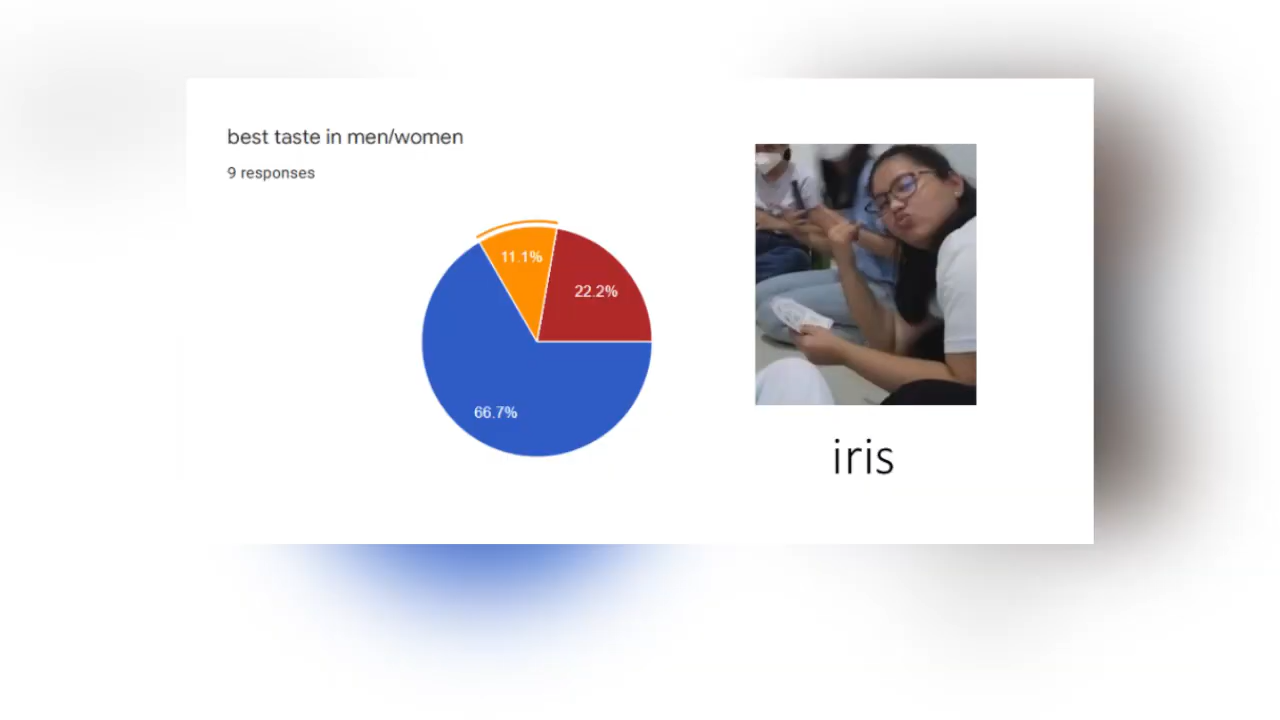 best taste in men/women
9 responses
11.1%
22.2%
66.7%
iris